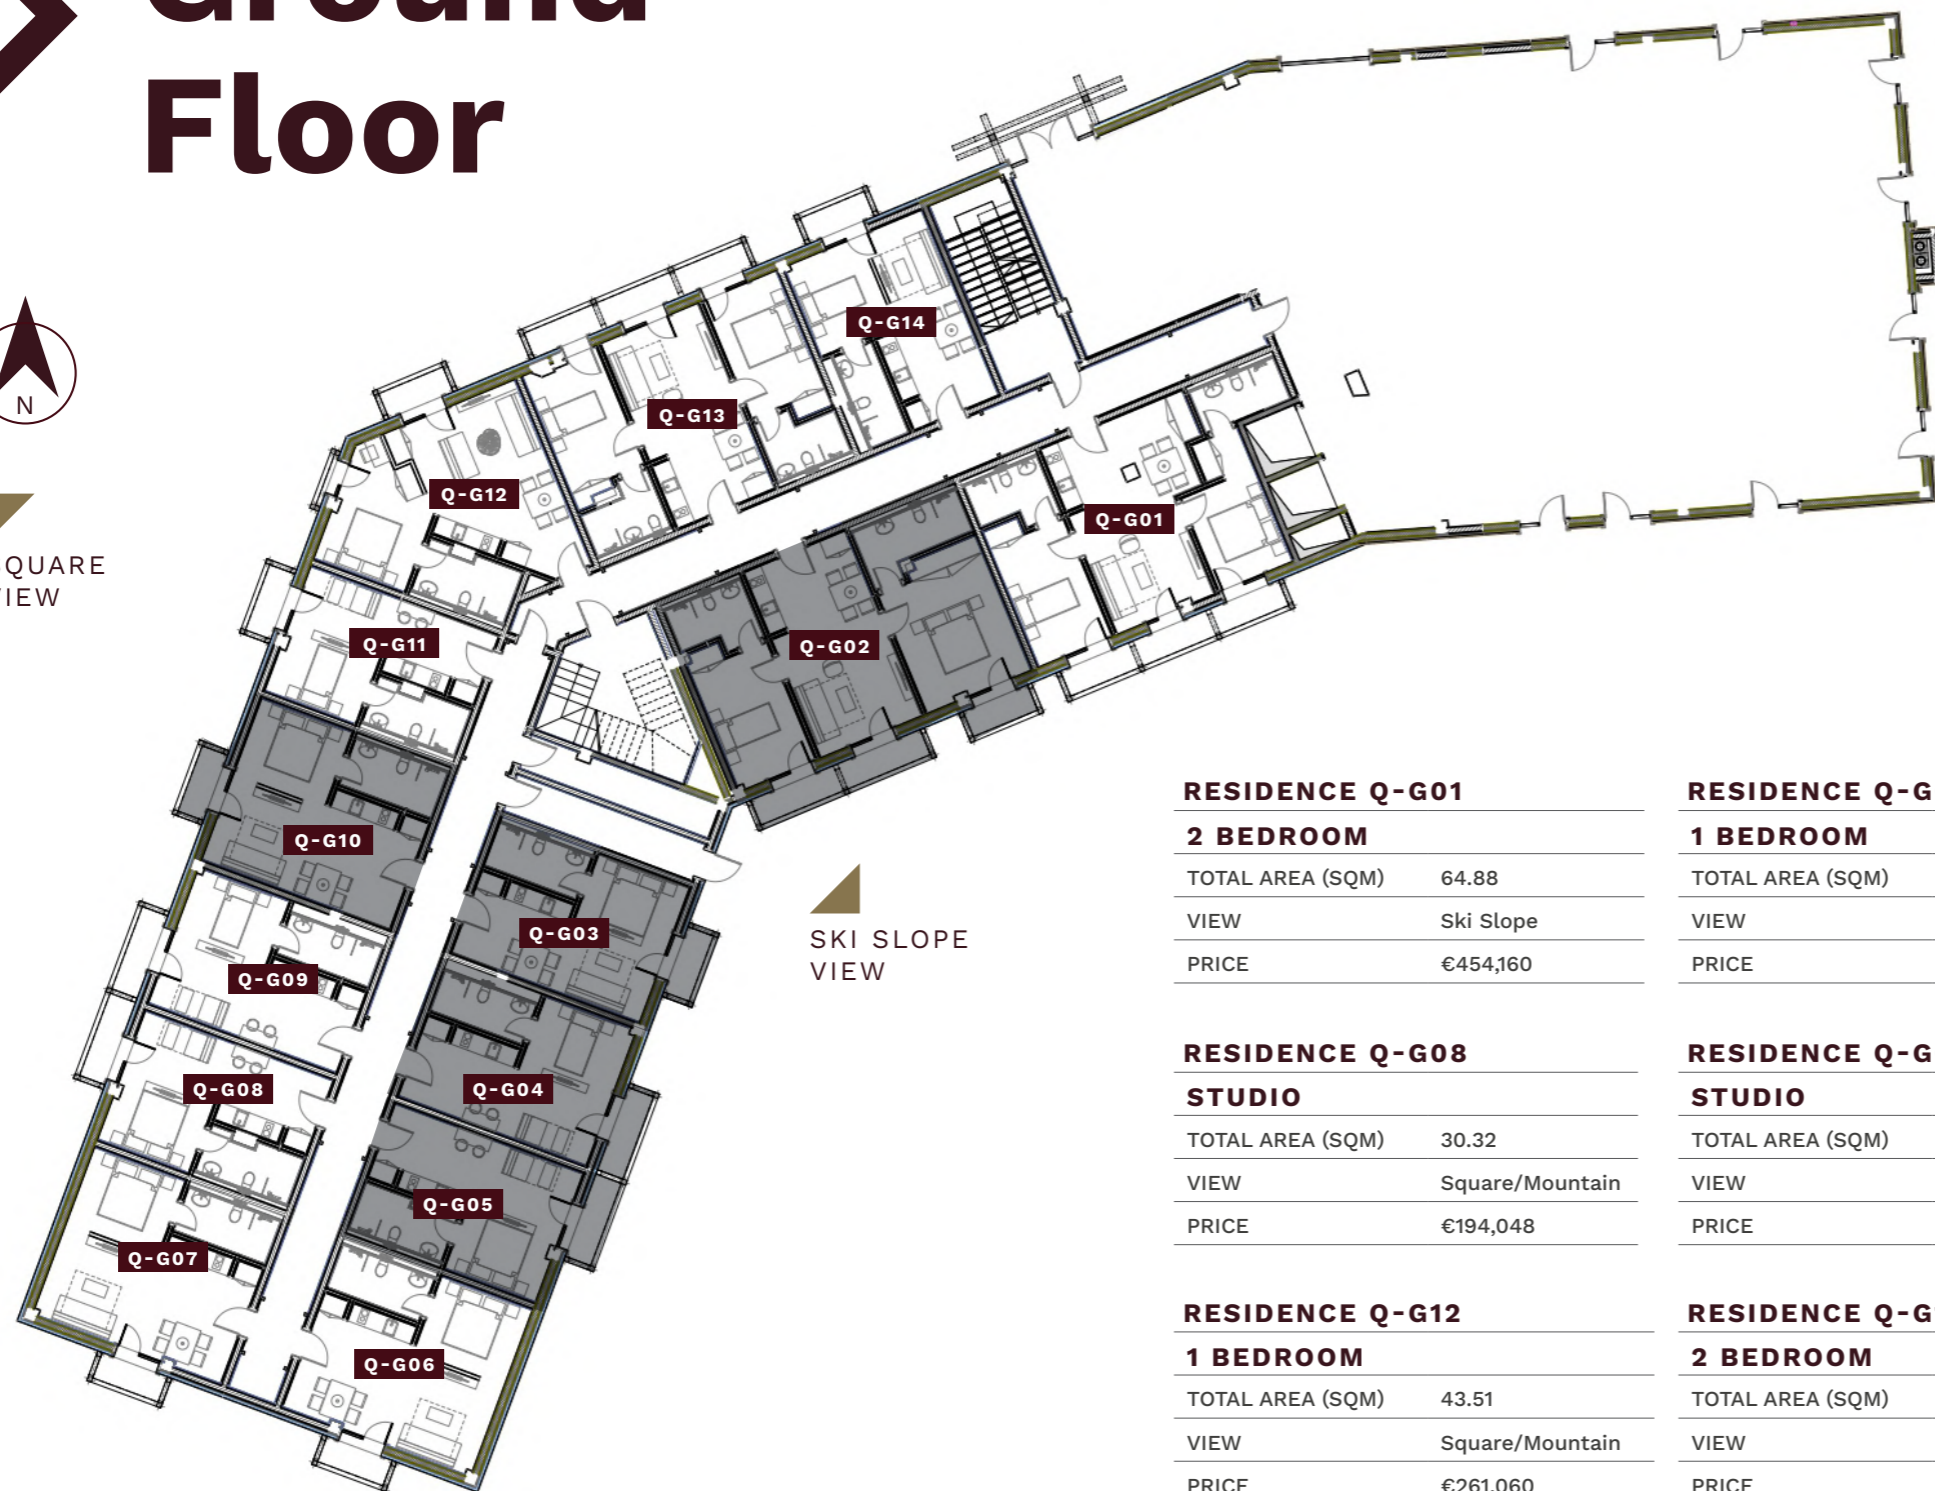 Ground
Floor
N
QUARE
VIEW
Q-G14
Q-G13
Q-G12
Q-G01
Q-G02
Q-G11
Q-G10
Q-G03
Q-G09
Q-G04
Q-G08
Q-G05
Q-G07
Q-G06
SKI SLOPE
VIEW
RESIDENCE Q-G01
2 BEDROOM
TOTAL AREA (SQM) 64.88
VIEW Ski Slope
PRICE €454,160
RESIDENCE Q-G
1 BEDROOM
TOTAL AREA (SQM)
VIEW
PRICE
RESIDENCE Q-G08
STUDIO
TOTAL AREA (SQM) 30.32
VIEW Square/Mountain
PRICE €194,048
RESIDENCE Q-G
STUDIO
TOTAL AREA (SQM)
VIEW
PRICE
RESIDENCE Q-G12
1 BEDROOM
TOTAL AREA (SQM) 43.51
VIEW Square/Mountain
PRICE €261,060
RESIDENCE Q-G
2 BEDROOM
TOTAL AREA (SQM)
VIEW
PRICE